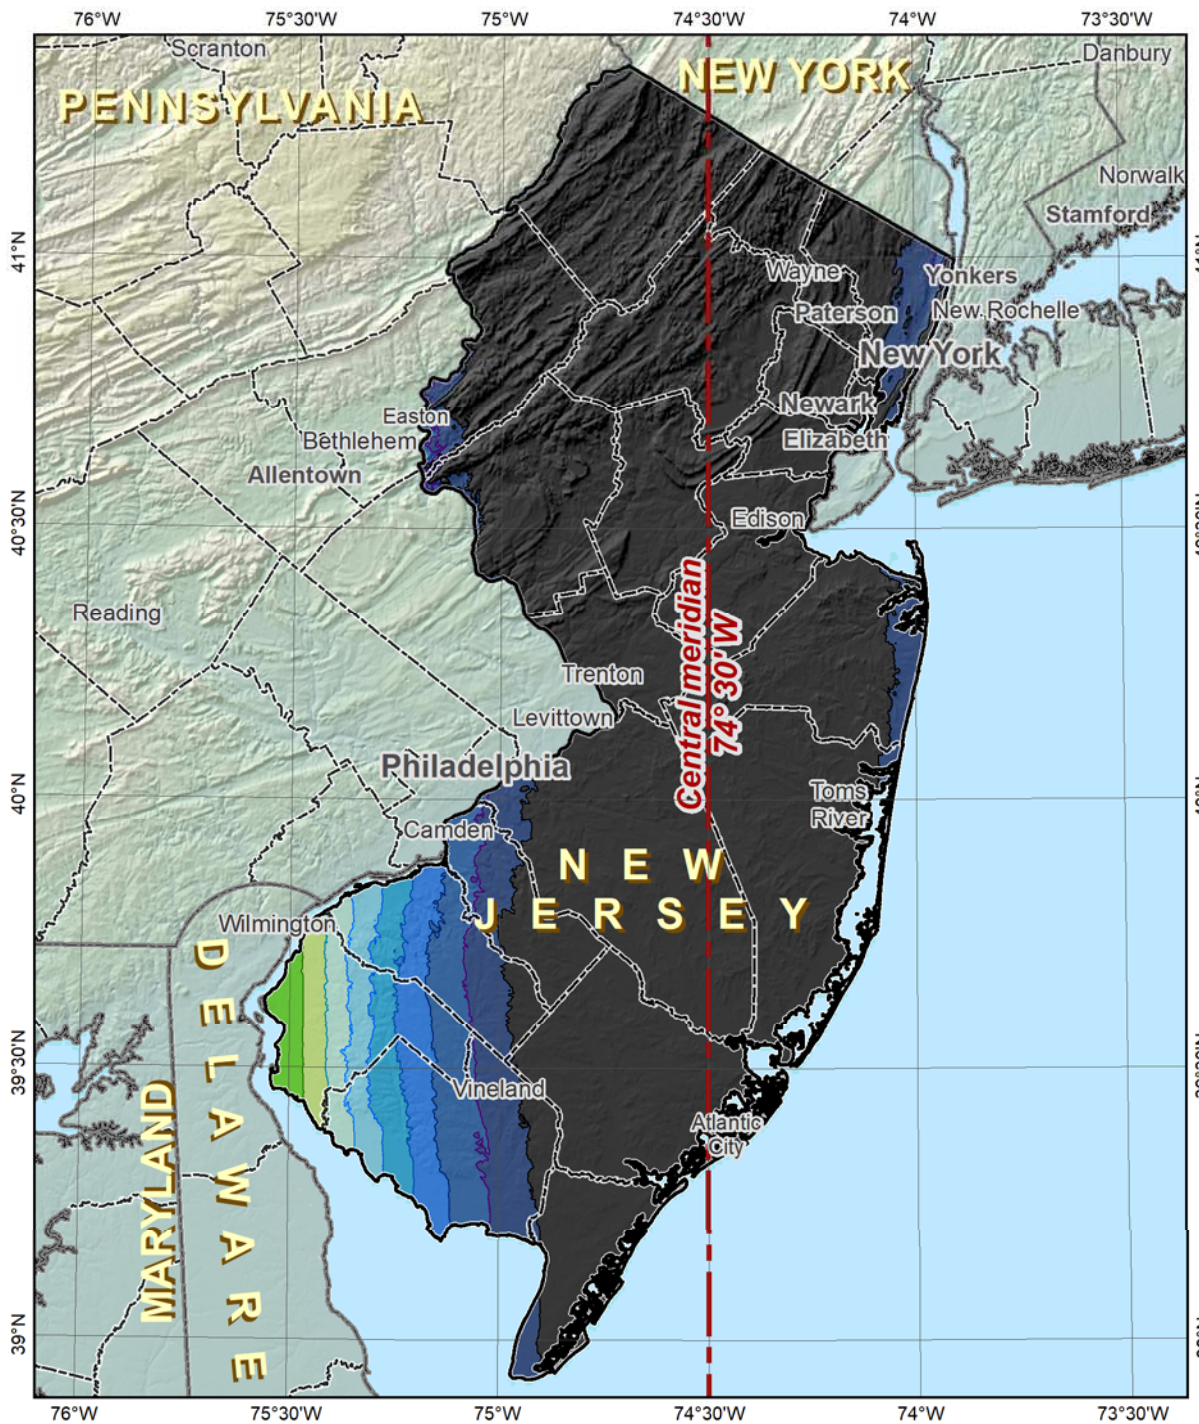 76°W 75°30'W 75°W 74°30'W 74°W 73°30'W
Scranton
NEW YORK
Danbury
PENNSYLVANIA
Norwalk
Stamford
41°N
Wayne
Yonkers
Paterson
New Rochelle
New York
Easton
Newark
Bethlehem
Elizabeth
Allentown
40°30'N
Edison
Reading
Central meridian
74° 30' W
Trenton
Levittown
Philadelphia
40°N
Toms
River
Camden
NEW
JERSEY
Wilmington
DELAWARE
39°30'N
Vineland
MARYLAND
Atlantic
City
39°N
76°W 75°30'W 75°W 74°30'W 74°W 73°30'W